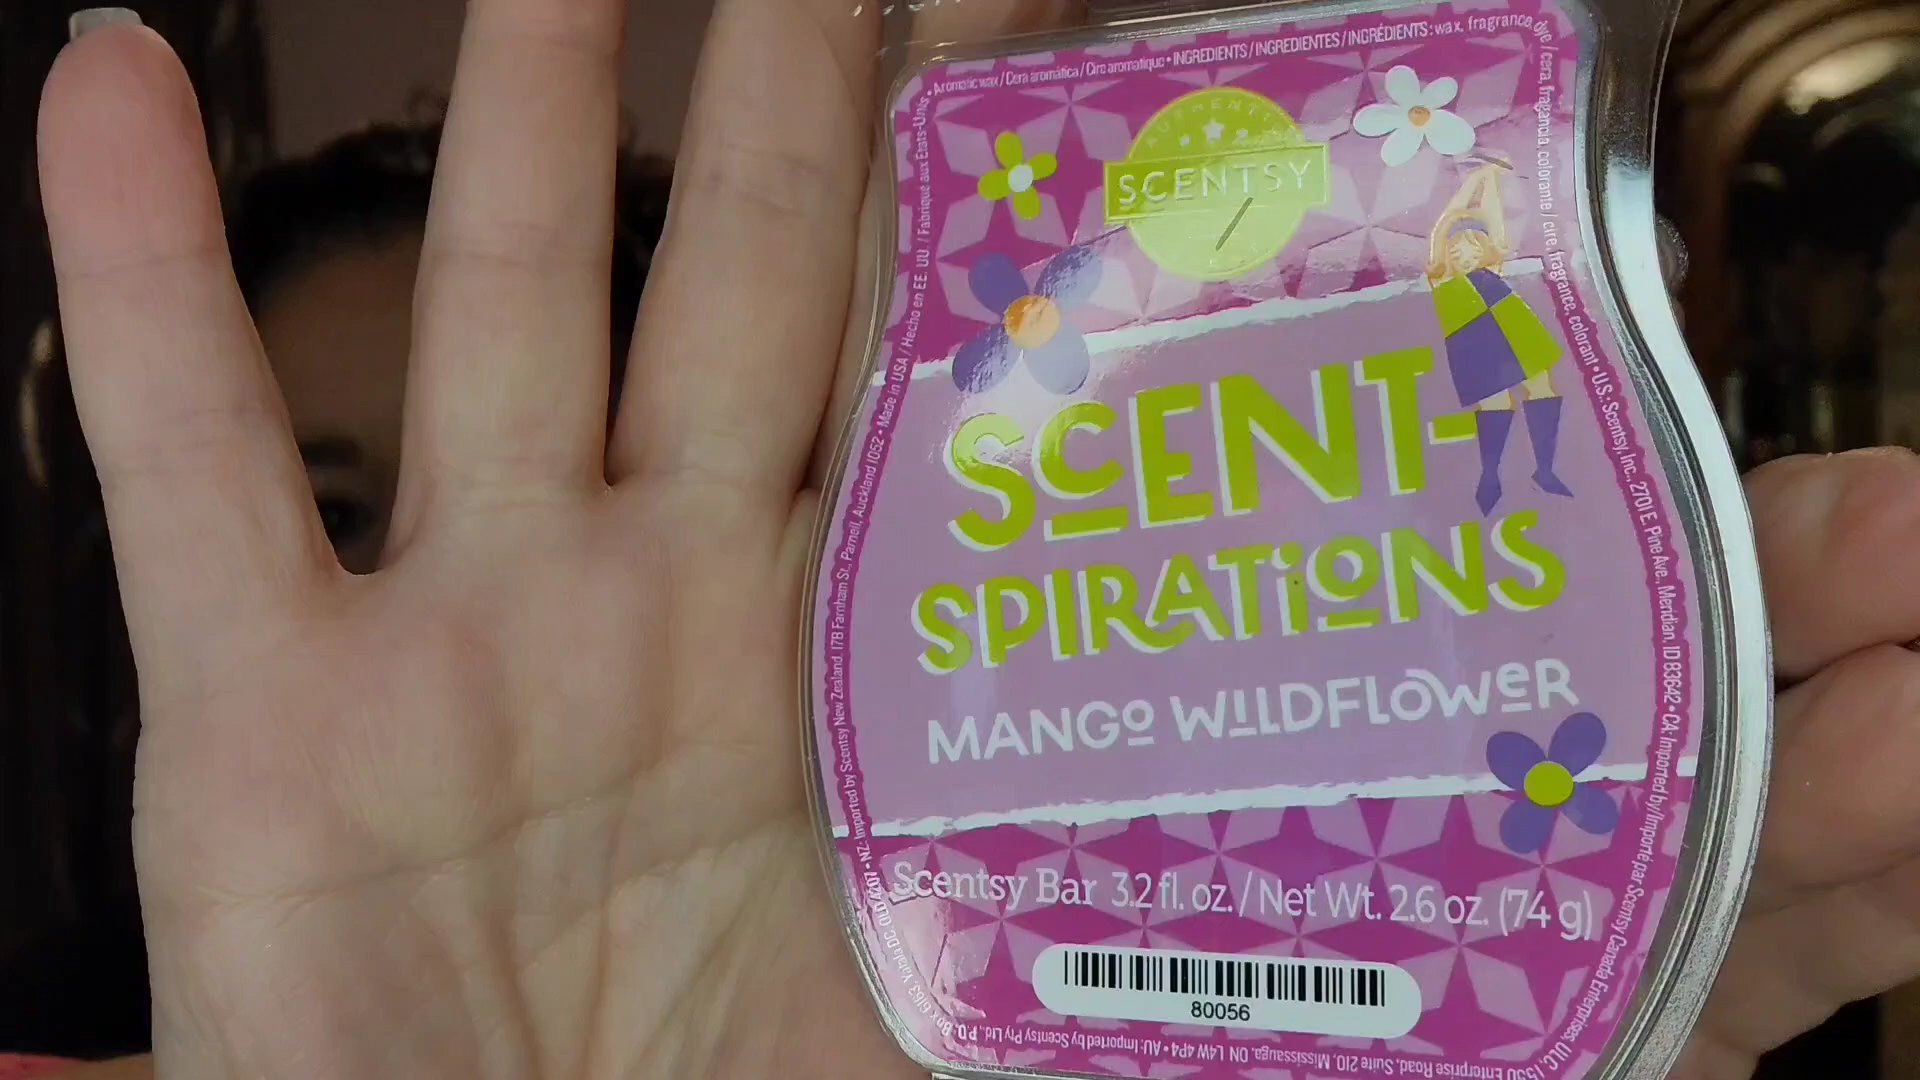 Aromatic wax / Cera aromática / Cire aromatique • INGREDIENTS / INGREDIENTES / INGRÉDIENTS: wax, fragrance, dye / cera, fragancia, colorante / cire, fragrance, colorant • U.S.: Scentsy, Inc., 2701 E. Pine Ave., Meridian, ID 83642 • CA: Imported by/Importé par Scentsy Canada Enterprises, ULC, 1550 Enterprise Road, Suite 210, Mississauga, ON L4W 4P4 • AU: Imported by Scentsy Pty Ltd., P.O. Box 6163, Yatala DC, QLD 4207 • NZ: Imported by Scentsy New Zealand, 17B Farnham St., Parnell, Auckland 1052 • Made in USA / Hecho en EE. UU. / Fabriqué aux États-Unis •
AUTHENTIC
SCENTSY
SCENT-
SPIRATIONS
MANGO WILDFLOWER
Scentsy Bar 3.2 fl. oz. / Net Wt. 2.6 oz. (74 g)
80056